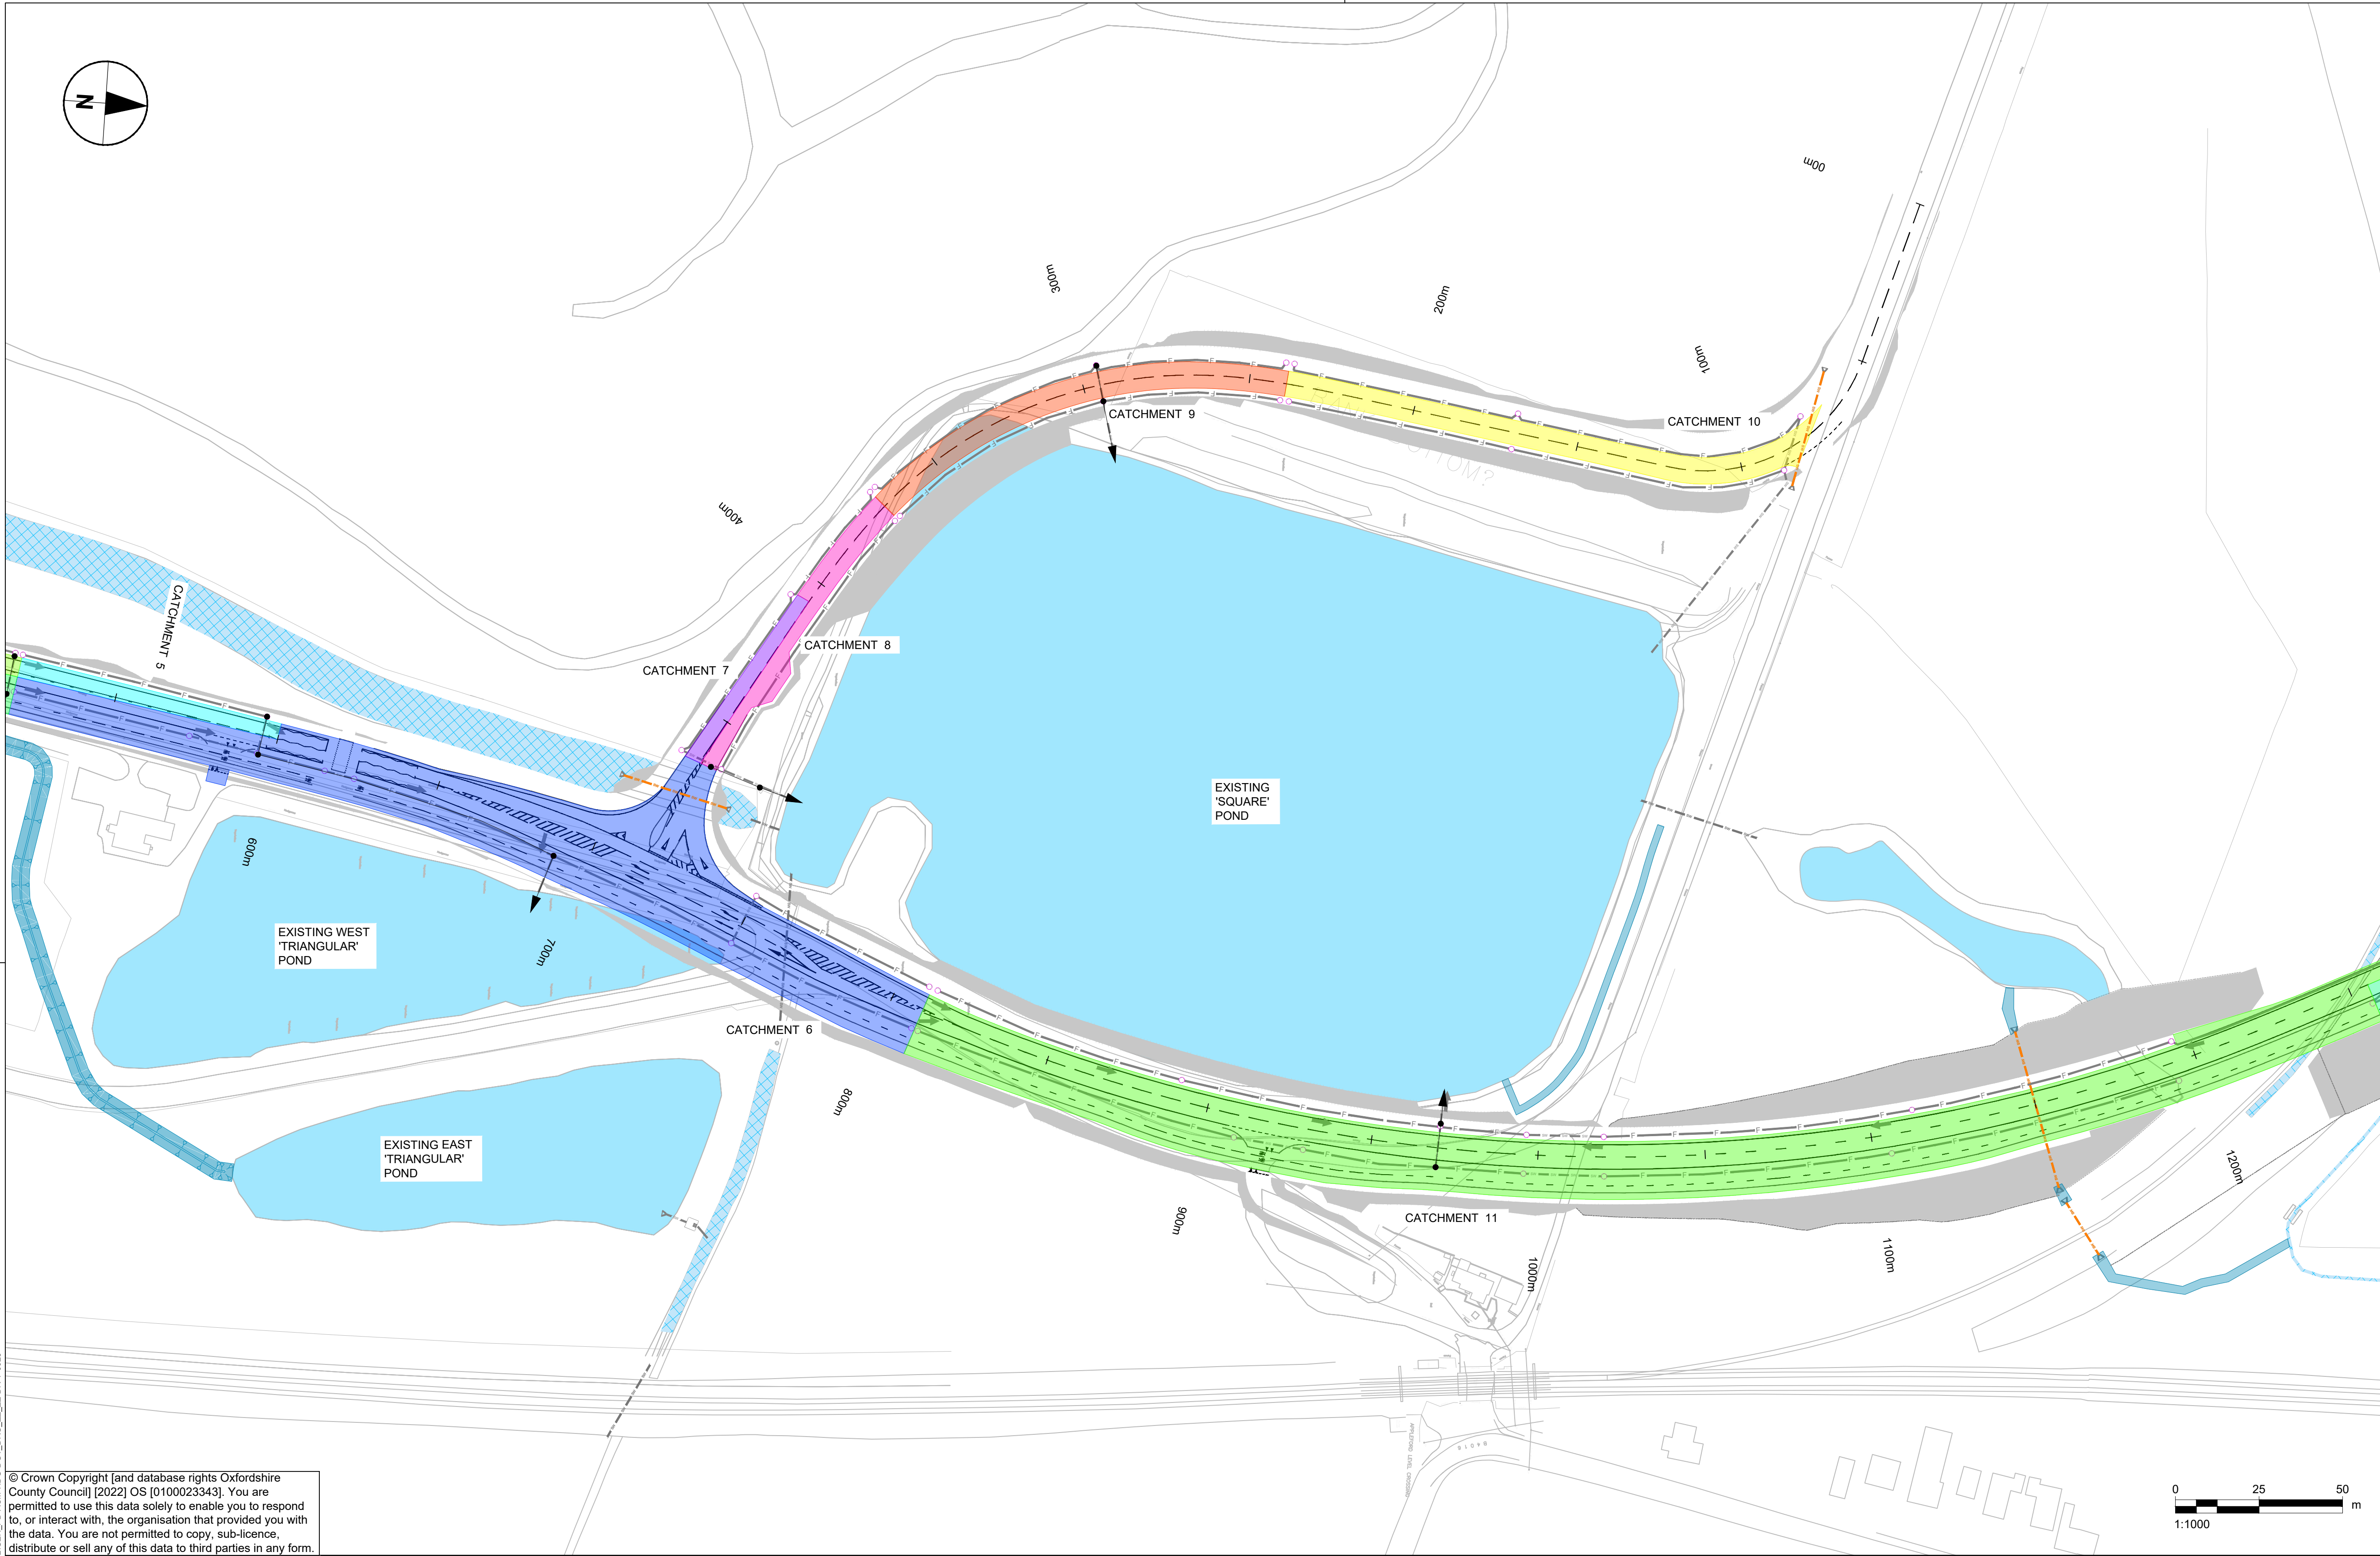 N
00m
100m
200m
300m
400m
CATCHMENT 9
CATCHMENT 10
CATCHMENT 5
CATCHMENT 8
CATCHMENT 7
EXISTING
'SQUARE'
POND
600m
EXISTING WEST
'TRIANGULAR'
POND
700m
CATCHMENT 6
800m
EXISTING EAST
'TRIANGULAR'
POND
900m
CATCHMENT 11
1000m
1100m
1200m
APPLEFORD LEVEL CROSSING
B 4016
© Crown Copyright [and database rights Oxfordshire
County Council] [2022] OS [0100023343]. You are
permitted to use this data solely to enable you to respond
to, or interact with, the organisation that provided you with
the data. You are not permitted to copy, sub-licence,
distribute or sell any of this data to third parties in any form.
0 25 50
m
1:1000